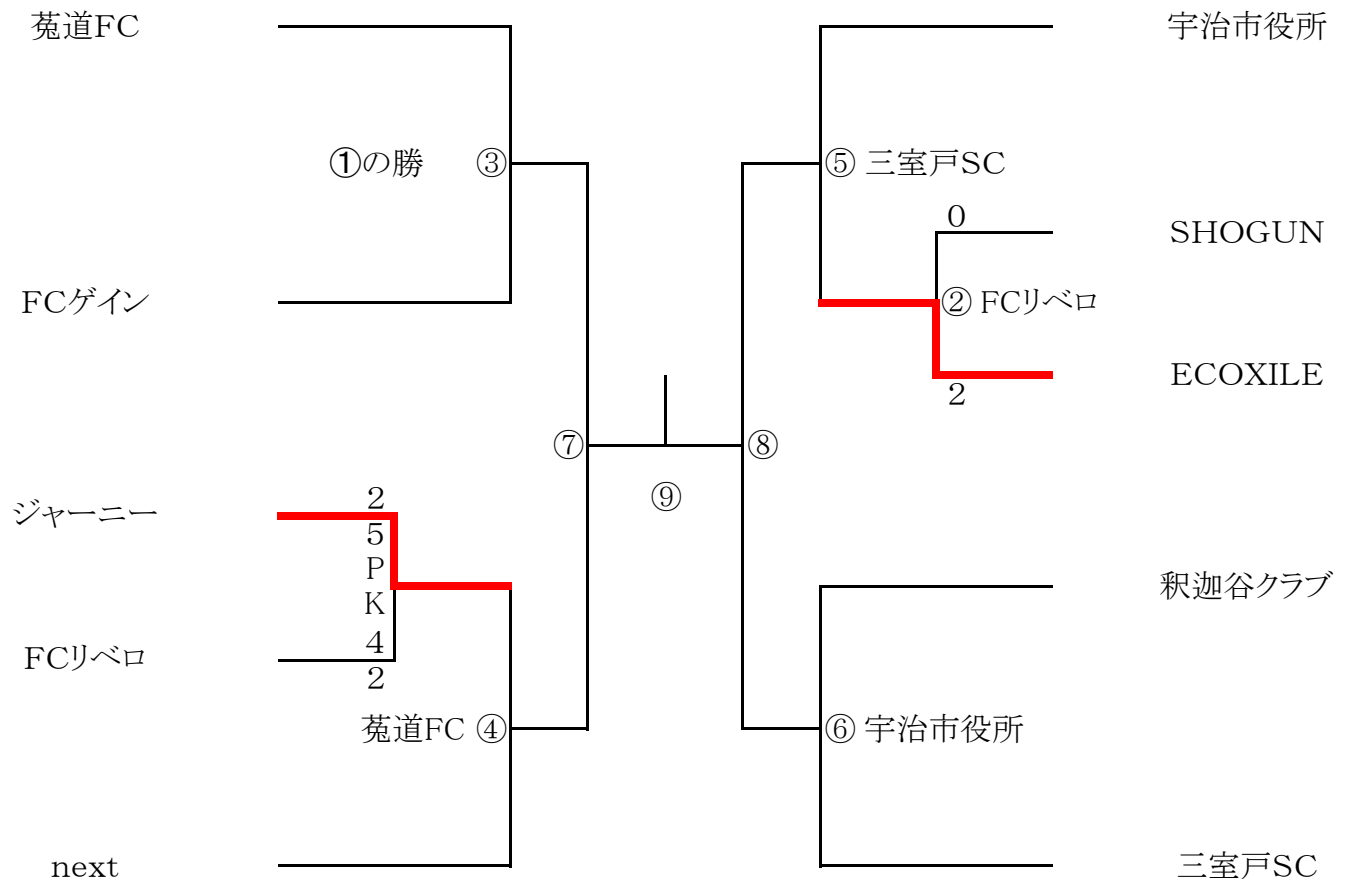 菟道FC
宇治市役所
①の勝 ③
⑤ 三室戸SC
0
SHOGUN
FCゲイン
② FCリベロ
ECOXILE
2
⑦
⑧
⑨
ジャーニー
2
5
P
K
4
2
FCリベロ
釈迦谷クラブ
菟道FC ④
⑥ 宇治市役所
next
三室戸SC